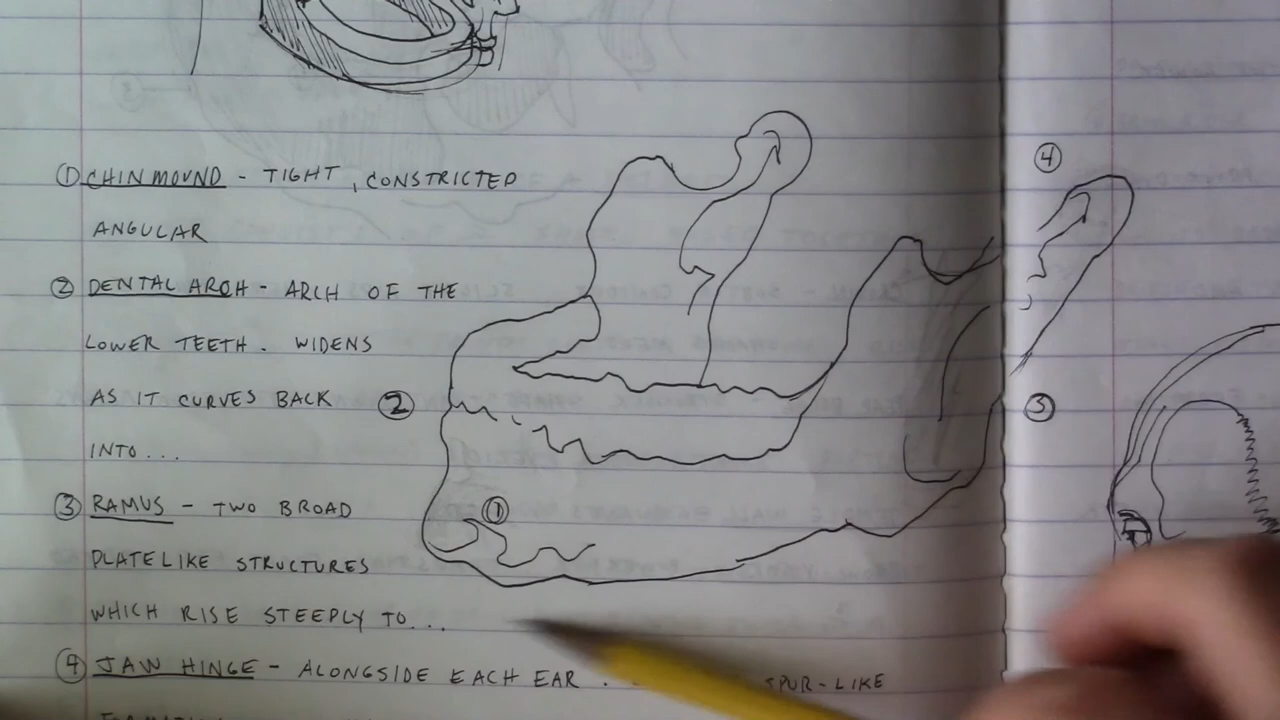 ① CHIN MOUND - TIGHT, CONSTRICTED
ANGULAR
② DENTAL ARCH - ARCH OF THE
LOWER TEETH. WIDENS
AS IT CURVES BACK
INTO...
③ RAMUS - TWO BROAD
PLATELIKE STRUCTURES
WHICH RISE STEEPLY TO...
④ JAW HINGE - ALONGSIDE EACH EAR. SPUR-LIKE
④
②
③
①